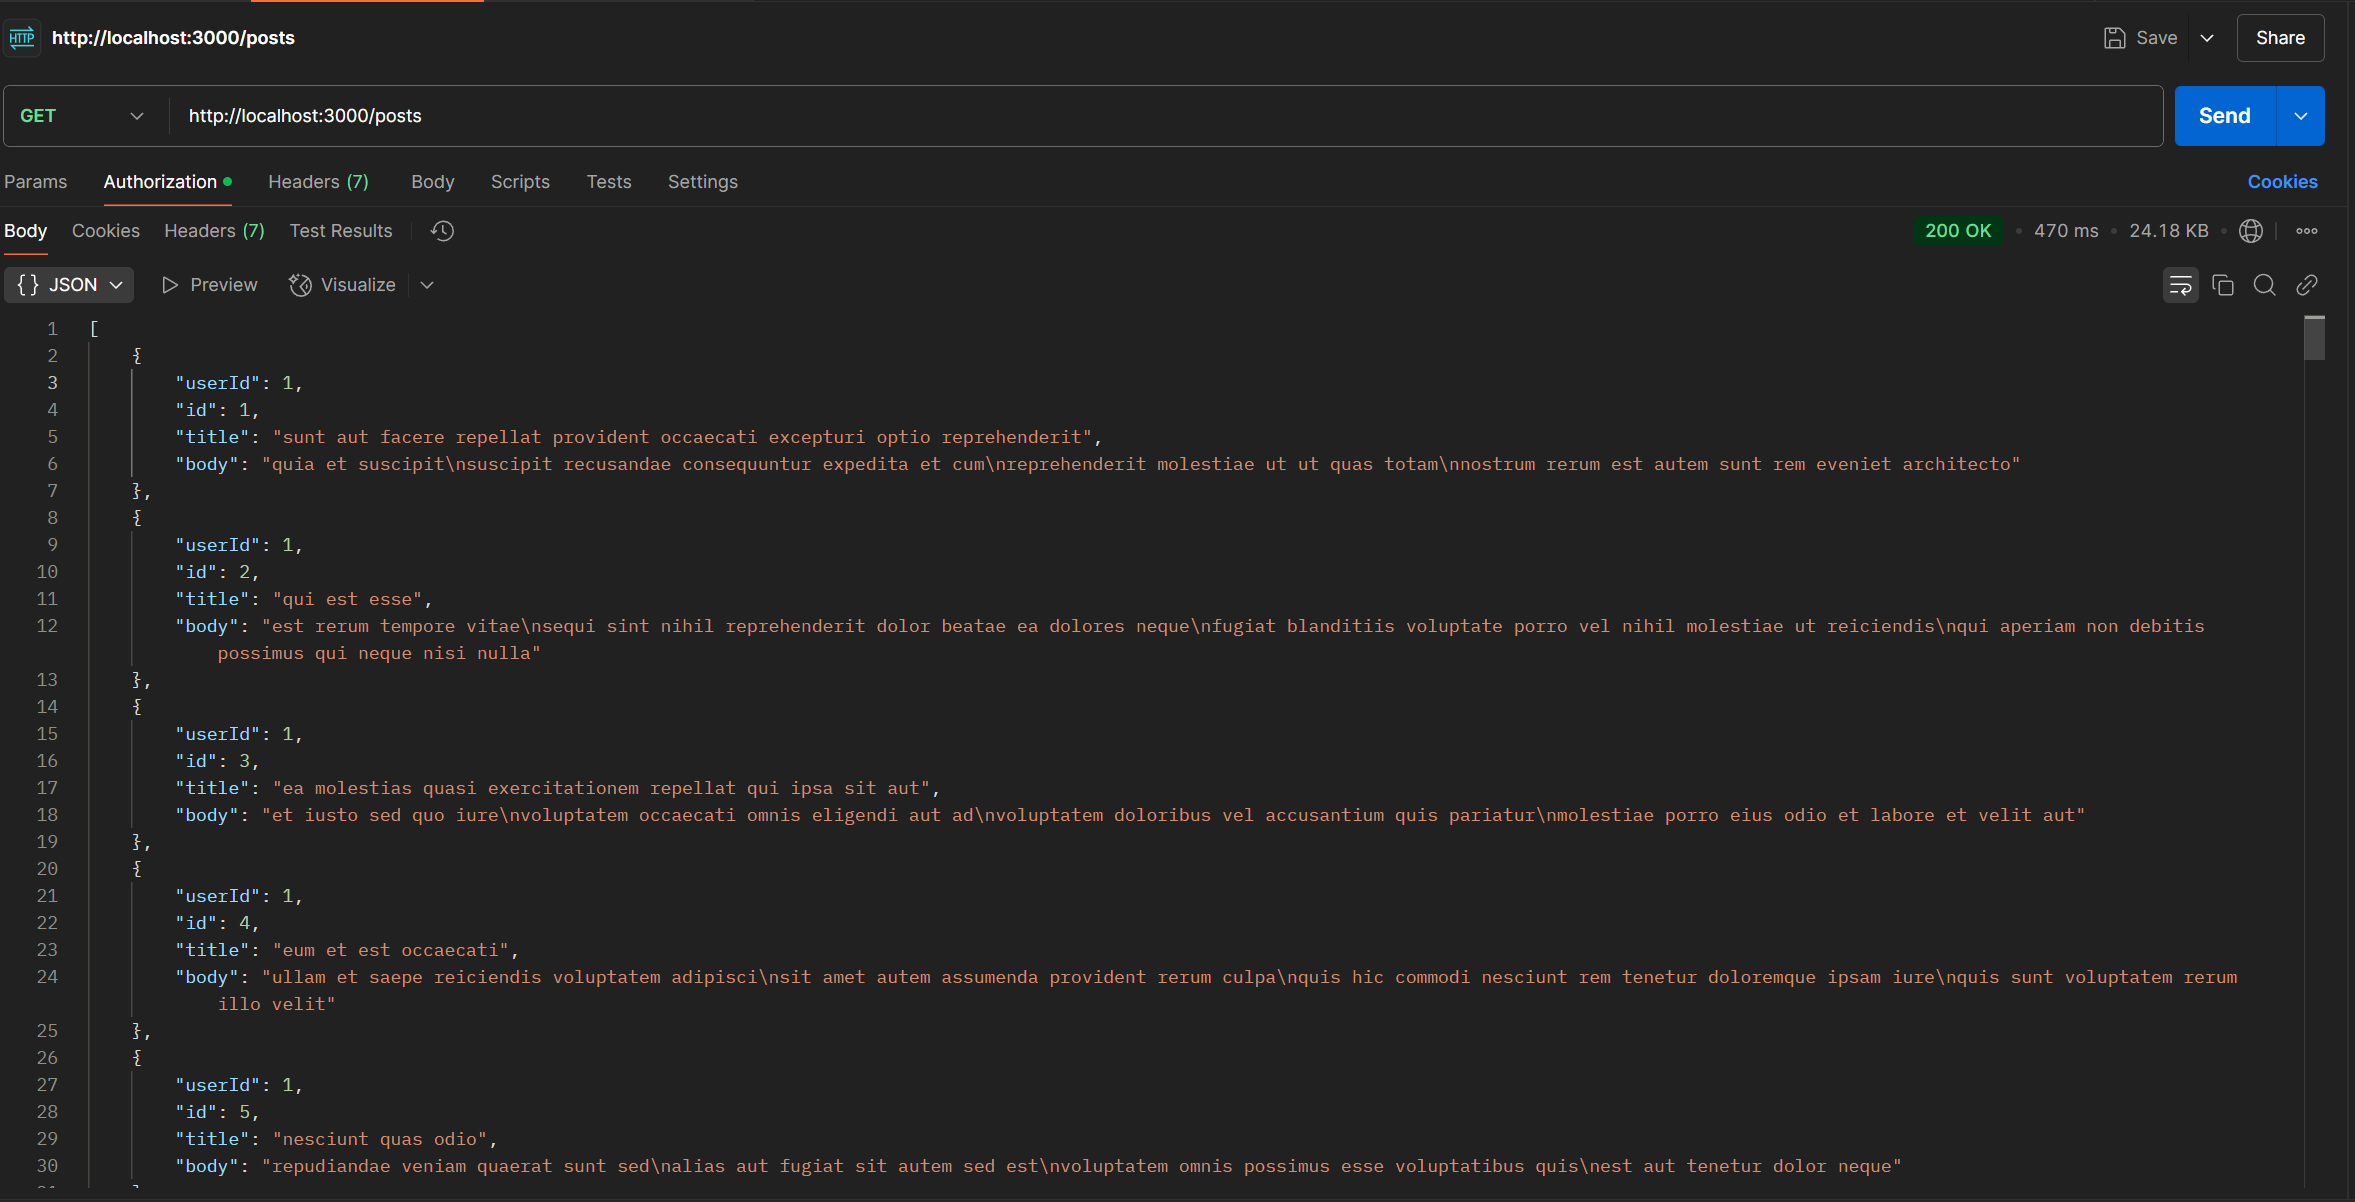 HTTP http://localhost:3000/posts Save Share
GET http://localhost:3000/posts Send
Params Authorization Headers (7) Body Scripts Tests Settings Cookies
Body Cookies Headers (7) Test Results 200 OK • 470 ms • 24.18 KB •
{} JSON Preview Visualize
1 [
2 {
3 "userId": 1,
4 "id": 1,
5 "title": "sunt aut facere repellat provident occaecati excepturi optio reprehenderit",
6 "body": "quia et suscipit\nsuscipit recusandae consequuntur expedita et cum\nreprehenderit molestiae ut ut quas totam\nnostrum rerum est autem sunt rem eveniet architecto"
7 },
8 {
9 "userId": 1,
10 "id": 2,
11 "title": "qui est esse",
12 "body": "est rerum tempore vitae\nsequi sint nihil reprehenderit dolor beatae ea dolores neque\nfugiat blanditiis voluptate porro vel nihil molestiae ut reiciendis\nqui aperiam non debitis
possimus qui neque nisi nulla"
13 },
14 {
15 "userId": 1,
16 "id": 3,
17 "title": "ea molestias quasi exercitationem repellat qui ipsa sit aut",
18 "body": "et iusto sed quo iure\nvoluptatem occaecati omnis eligendi aut ad\nvoluptatem doloribus vel accusantium quis pariatur\nmolestiae porro eius odio et labore et velit aut"
19 },
20 {
21 "userId": 1,
22 "id": 4,
23 "title": "eum et est occaecati",
24 "body": "ullam et saepe reiciendis voluptatem adipisci\nsit amet autem assumenda provident rerum culpa\nquis hic commodi nesciunt rem tenetur doloremque ipsam iure\nquis sunt voluptatem rerum
illo velit"
25 },
26 {
27 "userId": 1,
28 "id": 5,
29 "title": "nesciunt quas odio",
30 "body": "repudiandae veniam quaerat sunt sed\nalias aut fugiat sit autem sed est\nvoluptatem omnis possimus esse voluptatibus quis\nest aut tenetur dolor neque"